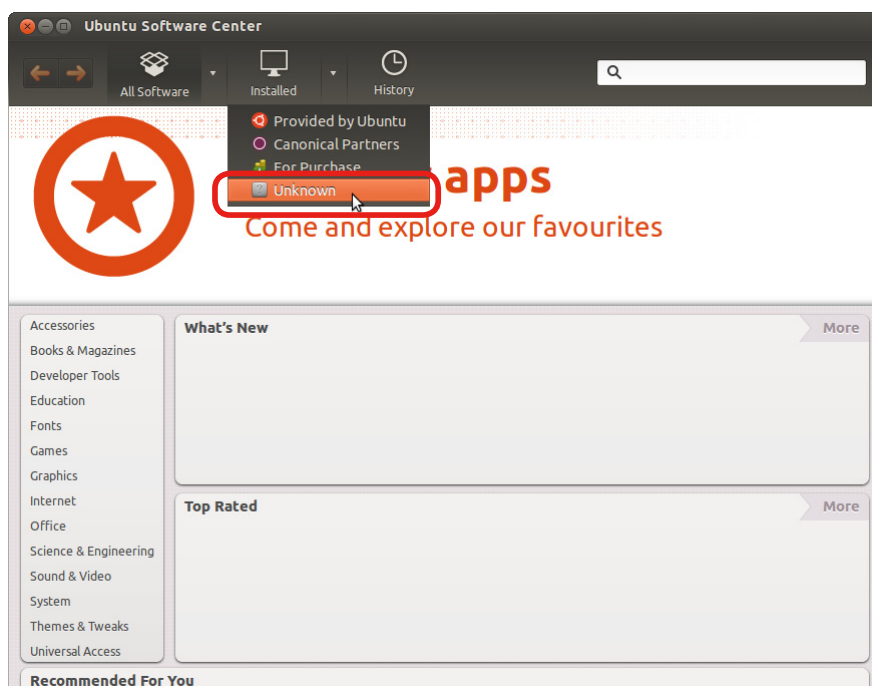 Ubuntu Software Center
All Software
Installed
History
Provided by Ubuntu
Canonical Partners
For Purchase
Unknown
apps
Come and explore our favourites
Accessories
Books & Magazines
Developer Tools
Education
Fonts
Games
Graphics
Internet
Office
Science & Engineering
Sound & Video
System
Themes & Tweaks
Universal Access
What's New
More
Top Rated
More
Recommended For You